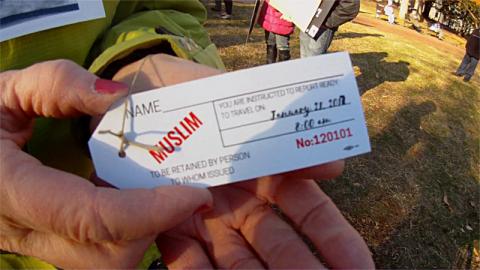 NAME
YOU ARE INSTRUCTED TO REPORT READY
TO TRAVEL ON:
January 21, 2017
8:00 am
MUSLIM
No:120101
TO BE RETAINED BY PERSON
TO WHOM ISSUED